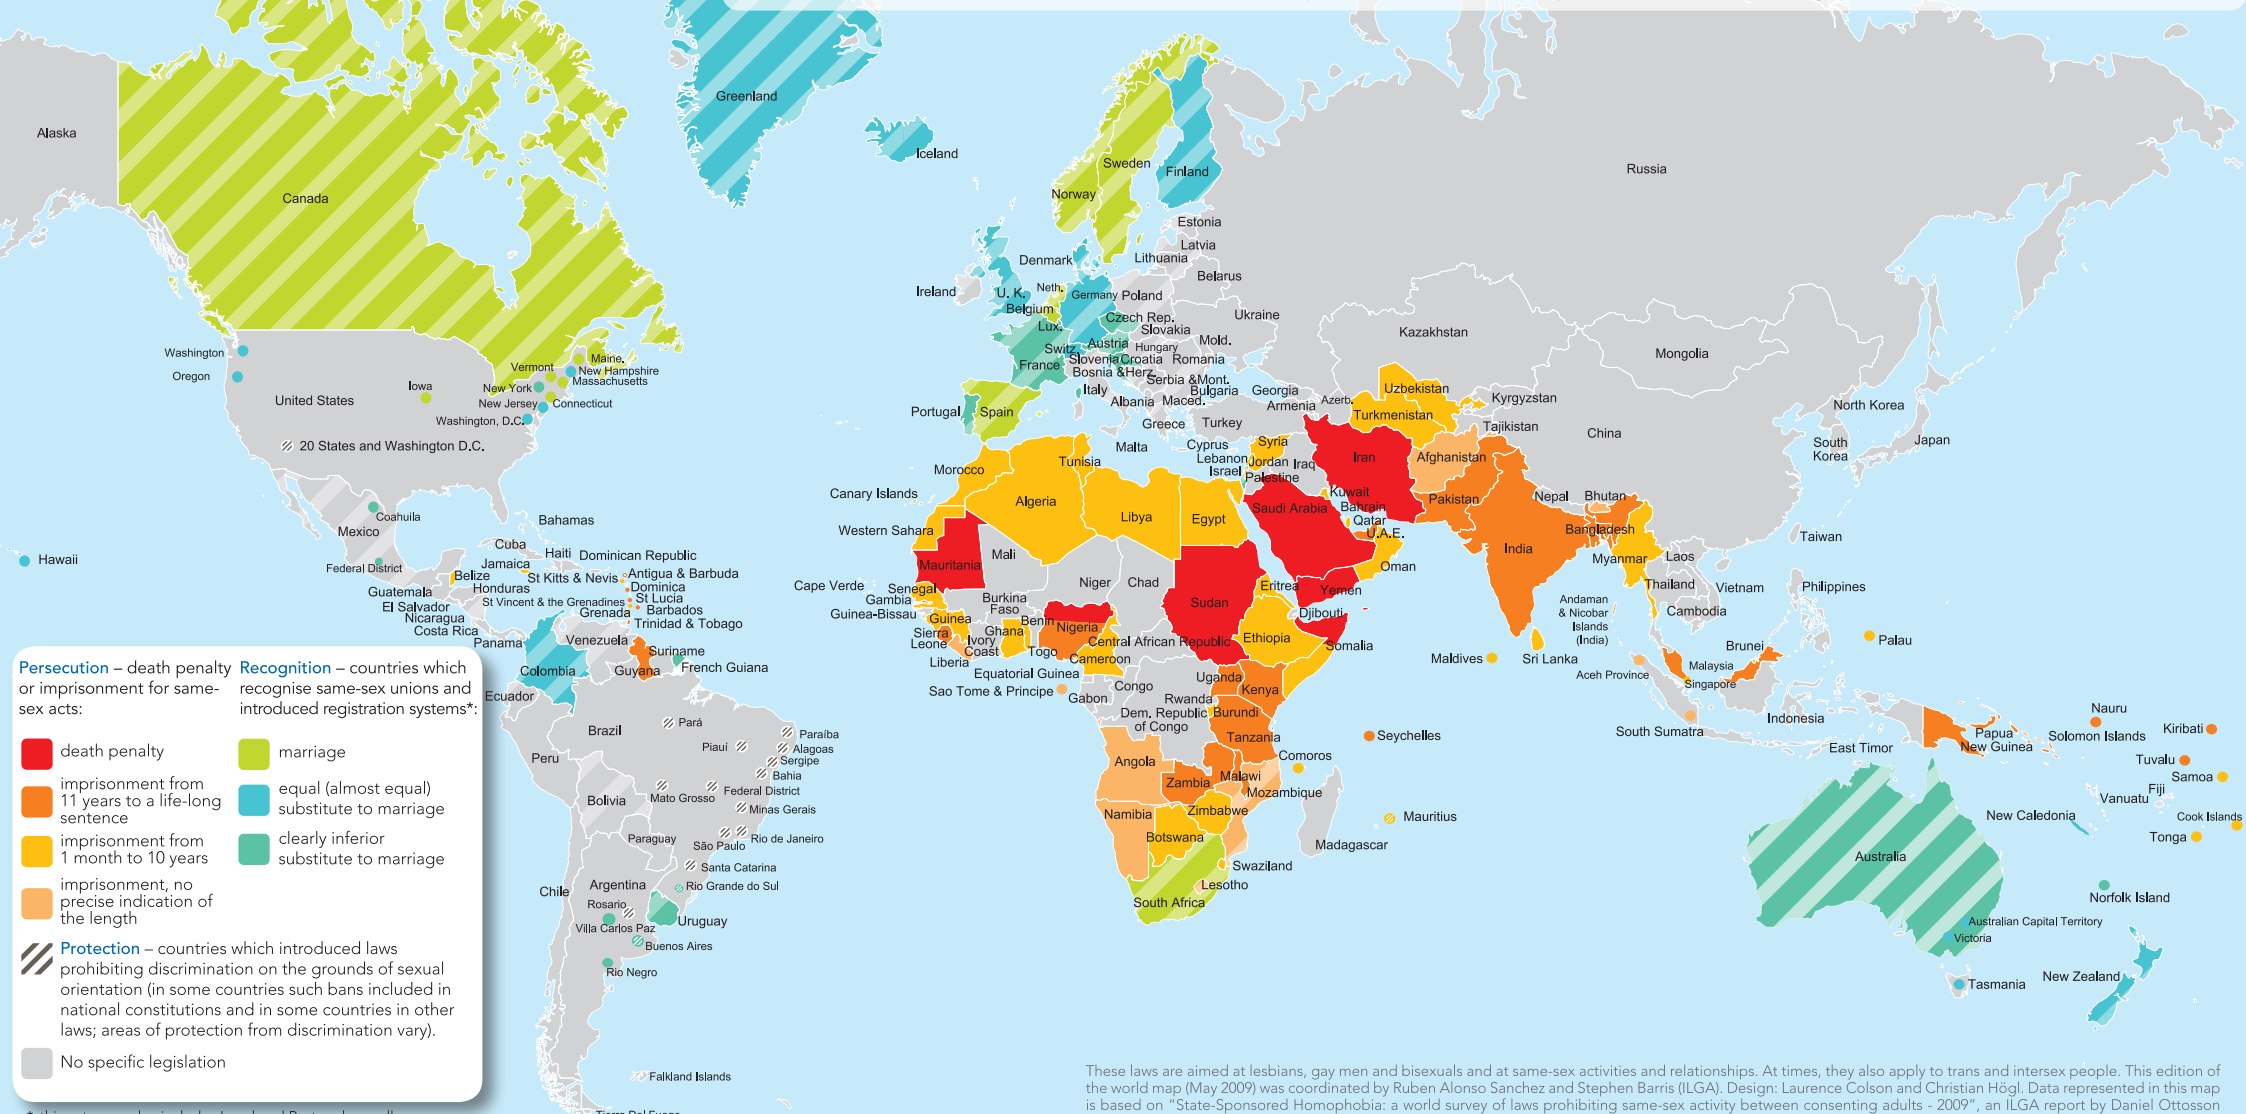 Greenland
Alaska
Iceland
Canada
Sweden
Finland
Norway
Russia
Estonia
Latvia
Denmark
Lithuania
Belarus
Ireland
U. K.
Neth.
Germany
Poland
Belgium
Czech Rep.
Ukraine
Lux.
Slovakia
Kazakhstan
Switz.
Austria
Hungary
Mold.
Mongolia
France
Slovenia
Croatia
Romania
Bosnia &Herz.
Serbia &Mont.
Italy
Bulgaria
Georgia
Uzbekistan
Kyrgyzstan
Albania
Maced.
Armenia
Azerb.
Turkmenistan
North Korea
Portugal
Spain
Greece
Turkey
Tajikistan
China
South
Korea
Japan
Malta
Cyprus
Syria
Lebanon
Jordan
Iraq
Iran
Afghanistan
Israel
Palestine
Tunisia
Morocco
Canary Islands
Algeria
Libya
Egypt
Kuwait
Saudi Arabia
Bahrain
Qatar
U.A.E.
Pakistan
Nepal
Bhutan
Bangladesh
India
Myanmar
Laos
Taiwan
Western Sahara
Mauritania
Mali
Niger
Chad
Oman
Eritrea
Yemen
Sudan
Djibouti
Thailand
Vietnam
Philippines
Cambodia
Andaman
& Nicobar
Islands
(India)
Cape Verde
Senegal
Gambia
Guinea-Bissau
Guinea
Burkina
Faso
Sierra
Leone
Liberia
Ivory
Coast
Ghana
Benin
Togo
Nigeria
Central African Republic
Cameroon
Ethiopia
Somalia
Maldives
Sri Lanka
Brunei
Palau
Malaysia
Singapore
Aceh Province
Equatorial Guinea
Sao Tome & Principe
Gabon
Congo
Uganda
Kenya
Rwanda
Dem. Republic
of Congo
Burundi
Tanzania
Seychelles
South Sumatra
Indonesia
East Timor
Papua
New Guinea
Nauru
Solomon Islands
Kiribati
Tuvalu
Samoa
Fiji
Vanuatu
Cook Islands
Tonga
New Caledonia
Angola
Zambia
Malawi
Comoros
Mozambique
Namibia
Zimbabwe
Mauritius
Botswana
Madagascar
Swaziland
Lesotho
South Africa
Australia
Norfolk Island
Australian Capital Territory
Victoria
Tasmania
New Zealand
Washington
Oregon
Iowa
Vermont
Maine.
New Hampshire
Massachusetts
New York
New Jersey
Connecticut
Washington, D.C.
United States
20 States and Washington D.C.
Hawaii
Mexico
Coahuila
Federal District
Bahamas
Cuba
Haiti
Dominican Republic
Jamaica
Belize
St Kitts & Nevis
Antigua & Barbuda
Guatemala
Honduras
Dominica
El Salvador
St Vincent & the Grenadines
St Lucia
Nicaragua
Grenada
Barbados
Costa Rica
Trinidad & Tobago
Panama
Venezuela
Suriname
Colombia
Guyana
French Guiana
Ecuador
Brazil
Pará
Piauí
Paraíba
Alagoas
Sergipe
Bahia
Peru
Mato Grosso
Federal District
Bolivia
Minas Gerais
Paraguay
São Paulo
Rio de Janeiro
Santa Catarina
Rio Grande do Sul
Chile
Argentina
Rosario
Villa Carlos Paz
Uruguay
Buenos Aires
Rio Negro
Falkland Islands
Tierra Del Fuego
Persecution – death penalty
or imprisonment for same-
sex acts:
death penalty
imprisonment from
11 years to a life-long
sentence
imprisonment from
1 month to 10 years
imprisonment, no
precise indication of
the length
Recognition – countries which
recognise same-sex unions and
introduced registration systems*:
marriage
equal (almost equal)
substitute to marriage
clearly inferior
substitute to marriage
Protection – countries which introduced laws
prohibiting discrimination on the grounds of sexual
orientation (in some countries such bans included in
national constitutions and in some countries in other
laws; areas of protection from discrimination vary).
No specific legislation
These laws are aimed at lesbians, gay men and bisexuals and at same-sex activities and relationships. At times, they also apply to trans and intersex people. This edition of
the world map (May 2009) was coordinated by Ruben Alonso Sanchez and Stephen Barris (ILGA). Design: Laurence Colson and Christian Högl. Data represented in this map
is based on "State-Sponsored Homophobia: a world survey of laws prohibiting same-sex activity between consenting adults - 2009", an ILGA report by Daniel Ottosson